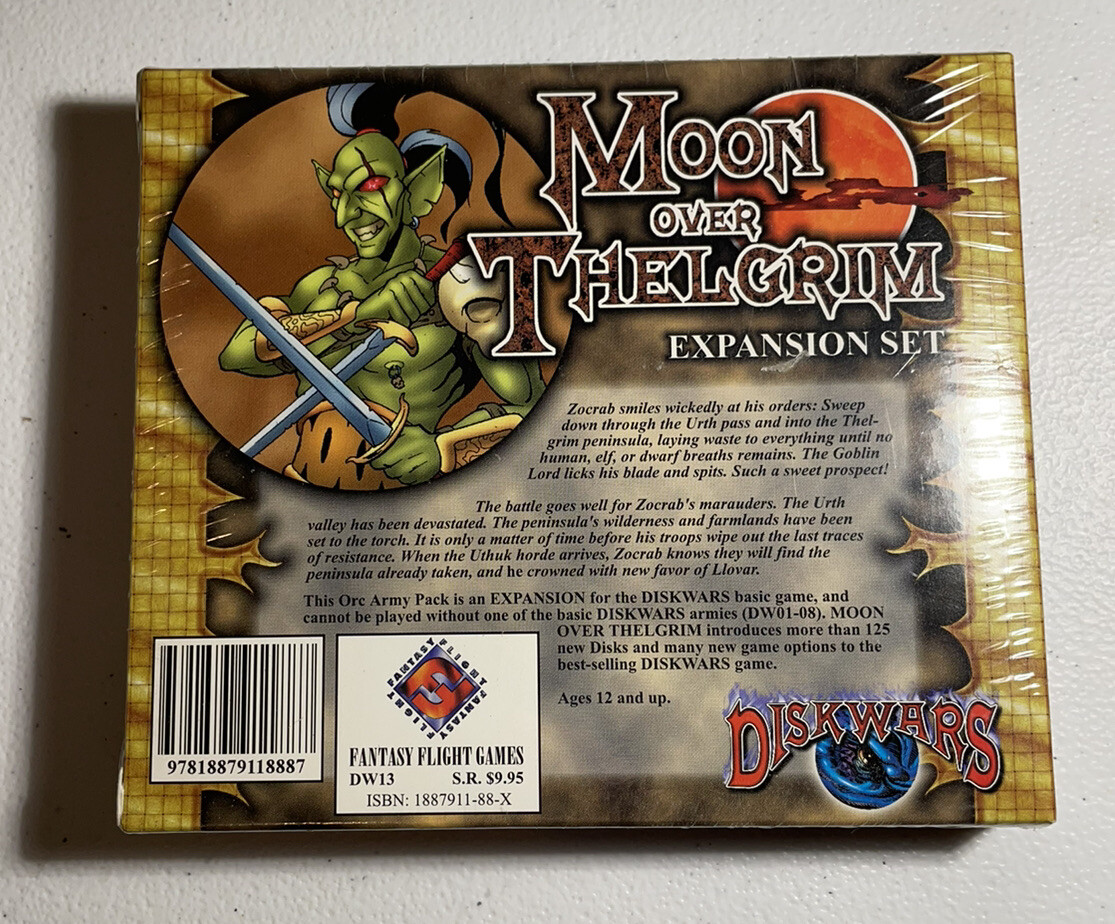 MOON
OVER
THELGRIM
EXPANSION SET
Zocrab smiles wickedly at his orders: Sweep
down through the Urth pass and into the Thel-
grim peninsula, laying waste to everything until no
human, elf, or dwarf breaths remains. The Goblin
Lord licks his blade and spits. Such a sweet prospect!
The battle goes well for Zocrab's marauders. The Urth
valley has been devastated. The peninsula's wilderness and farmlands have been
set to the torch. It is only a matter of time before his troops wipe out the last traces
of resistance. When the Uthuk horde arrives, Zocrab knows they will find the
peninsula already taken, and he crowned with new favor of Llovar.
This Orc Army Pack is an EXPANSION for the DISKWARS basic game, and
cannot be played without one of the basic DISKWARS armies (DW01-08). MOON
OVER THELGRIM introduces more than 125
new Disks and many new game options to the
best-selling DISKWARS game.
Ages 12 and up.
97818879118887
FANTASY FLIGHT FANTASY FLIGHT
FANTASY FLIGHT GAMES
DW13 S.R. $9.95
ISBN: 1887911-88-X
DISKWARS